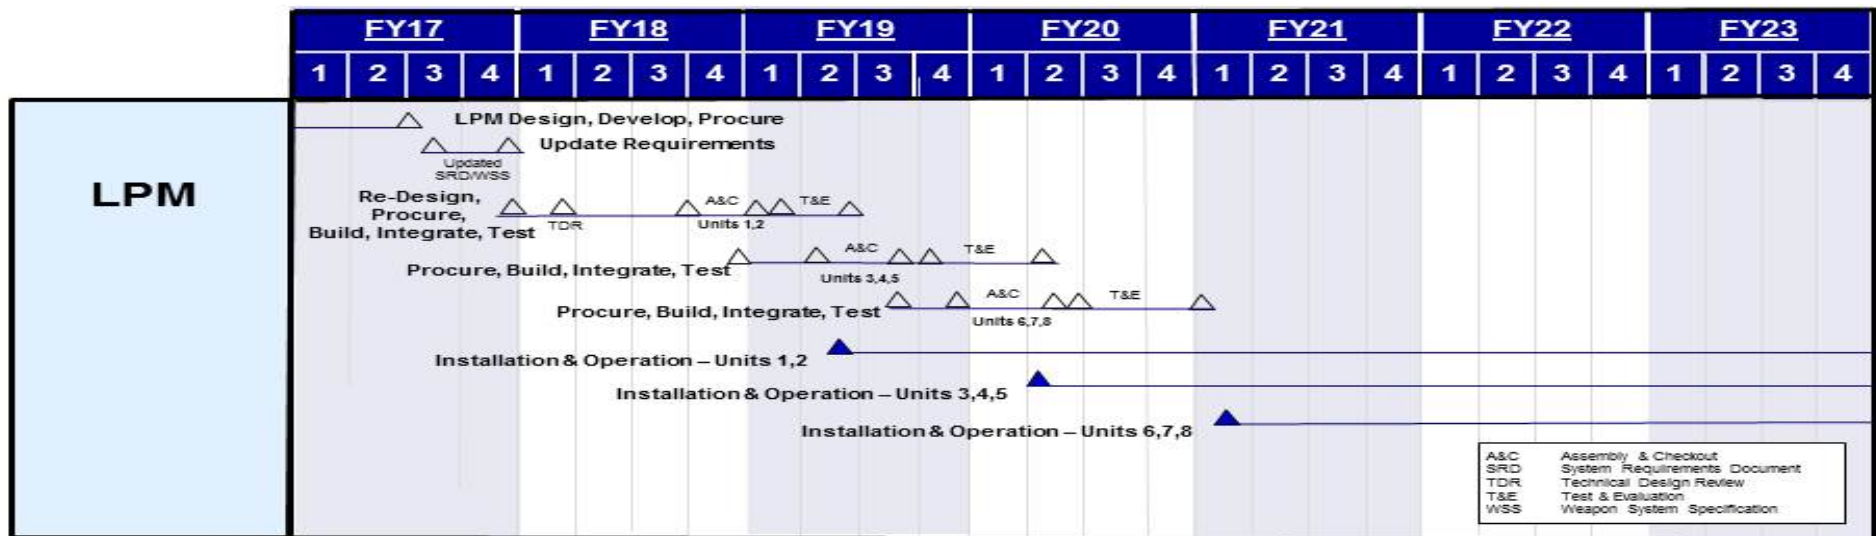 FY17 FY18 FY19 FY20 FY21 FY22 FY23
1 2 3 4 1 2 3 4 1 2 3 4 1 2 3 4 1 2 3 4 1 2 3 4 1 2 3 4
LPM
LPM Design, Develop, Procure
Update Requirements
Updated
SRD/WSS
Re-Design,
Procure,
Build, Integrate, Test
TDR
A&C
Units 1,2
T&E
Procure, Build, Integrate, Test
A&C
Units 3,4,5
T&E
Procure, Build, Integrate, Test
A&C
Units 6,7,8
T&E
Installation & Operation – Units 1,2
Installation & Operation – Units 3,4,5
Installation & Operation – Units 6,7,8
A&C Assembly & Checkout
SRD System Requirements Document
TDR Technical Design Review
T&E Test & Evaluation
WSS Weapon System Specification